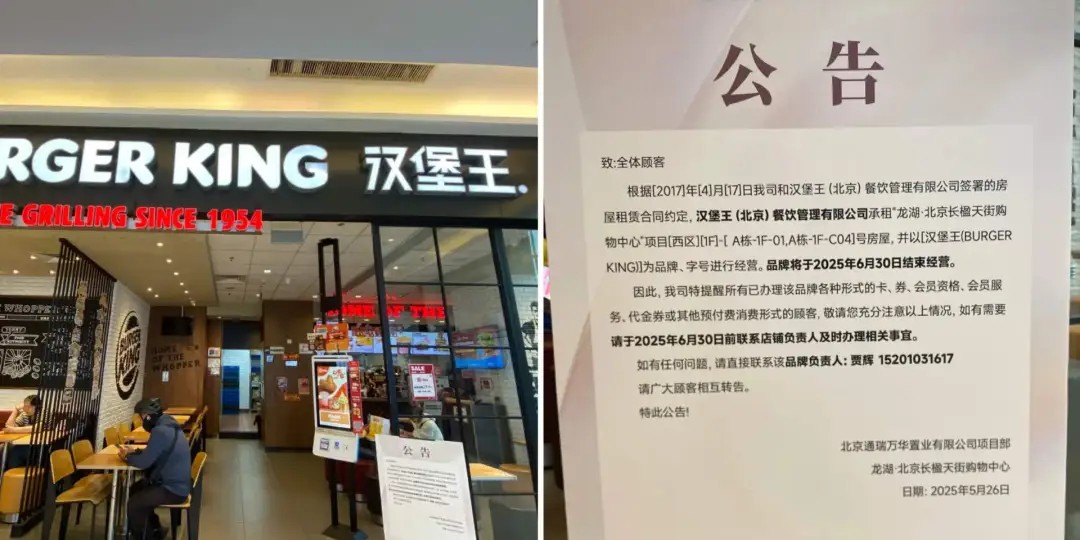 RGER KING 汉堡王
E GRILLING SINCE 1954
HOME OF THE WHOPPER
BURGER KING
SALE
公告
公告
致:全体顾客
根据[2017]年[4]月[17]日我司和汉堡王 (北京) 餐饮管理有限公司签署的房
屋租赁合同约定, 汉堡王 (北京) 餐饮管理有限公司承租“龙湖·北京长楹天街购
物中心”项目[西区][1F]-[ A栋-1F-01,A栋-1F-C04]号房屋, 并以[汉堡王(BURGER
KING)]为品牌、字号进行经营。品牌将于2025年6月30日结束经营。
因此, 我司特提醒所有已办理该品牌各种形式的卡、券、会员资格、会员服
务、代金券或其他预付费消费形式的顾客, 敬请您充分注意以上情况, 如有需要
请于2025年6月30日前联系店铺负责人及时办理相关事宜。
如有任何问题, 请直接联系该品牌负责人: 贾辉 15201031617
请广大顾客相互转告。
特此公告!
北京通瑞万华置业有限公司项目部
龙湖·北京长楹天街购物中心
日期: 2025年5月26日